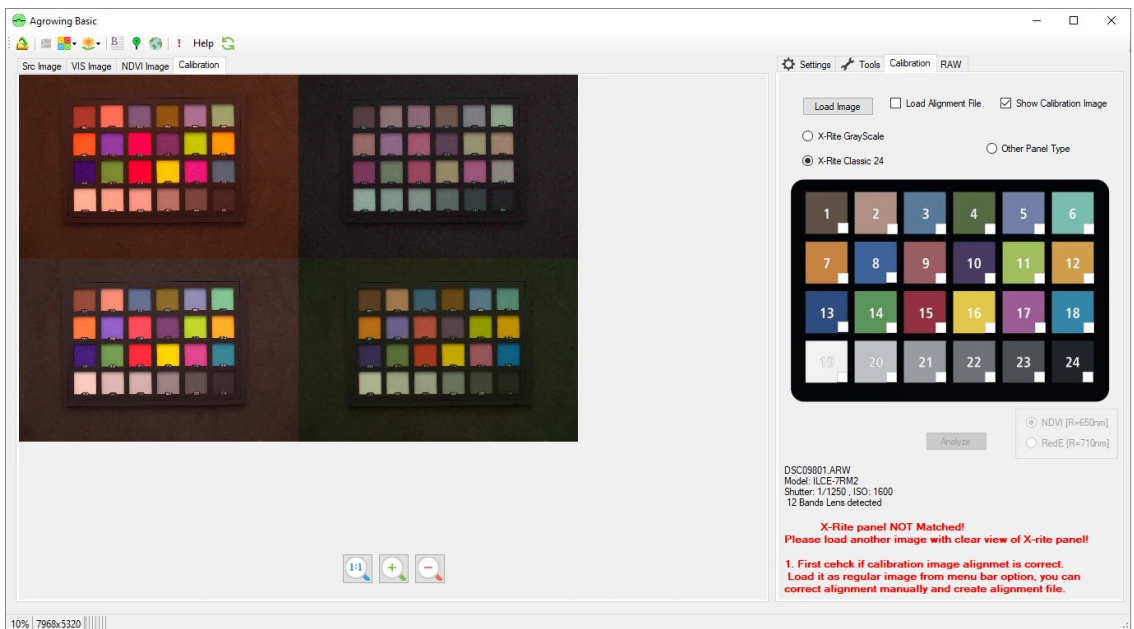 Agrowing Basic
Help
Src Image VIS Image NDVI Image Calibration
Settings Tools Calibration RAW
Load Image Load Alignment File Show Calibration Image
X-Rite GrayScale
Other Panel Type
X-Rite Classic 24
1 2 3 4 5 6
7 8 9 10 11 12
13 14 15 16 17 18
19 20 21 22 23 24
NDVI [R=650nm]
Analyze
RedE [R=710nm]
DSC09801.ARW
Model: ILCE-7RM2
Shutter: 1/1250 , ISO: 1600
12 Bands Lens detected
X-Rite panel NOT Matched!
Please load another image with clear view of X-rite panel!
1. First cehck if calibration image alignmet is correct.
Load it as regular image from menu bar option, you can
correct alignment manually and create alignment file.
1:1
10% 7968x5320